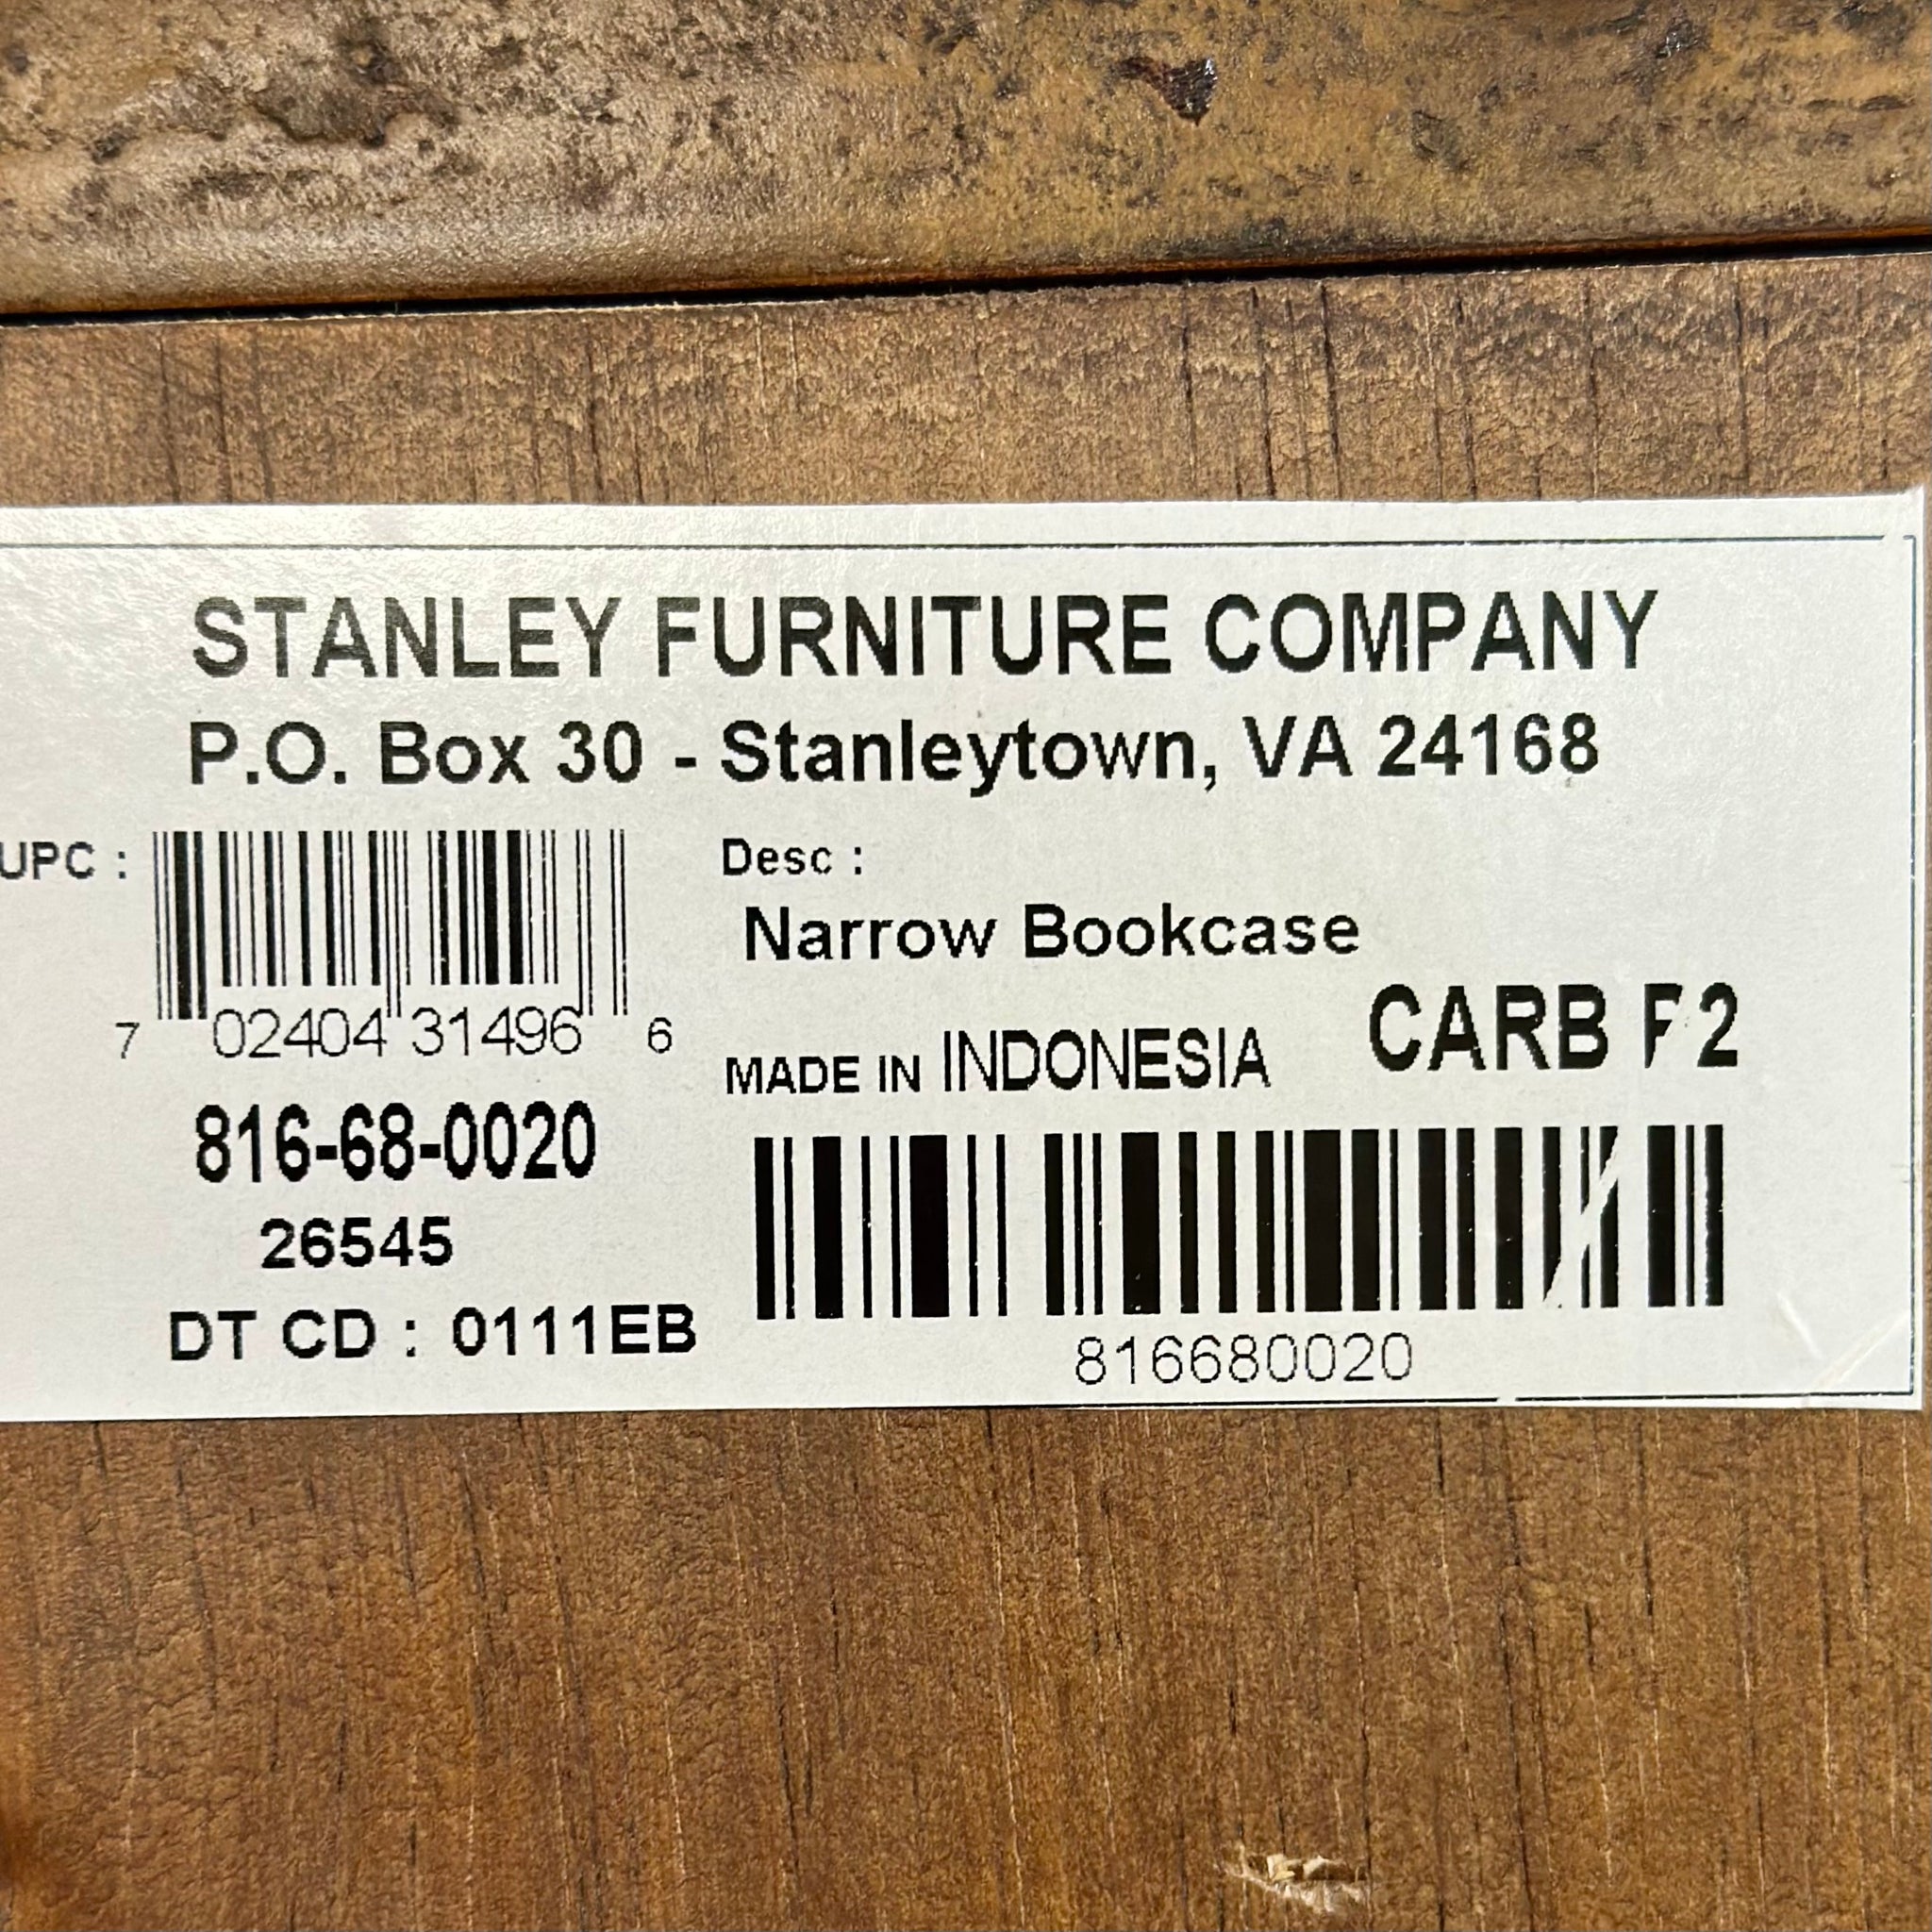 STANLEY FURNITURE COMPANY
P.O. Box 30 - Stanleytown, VA 24168
UPC :
7 02404 31496 6
Desc :
Narrow Bookcase
MADE IN INDONESIA
CARB P2
816-68-0020
26545
DT CD : 0111EB
816680020